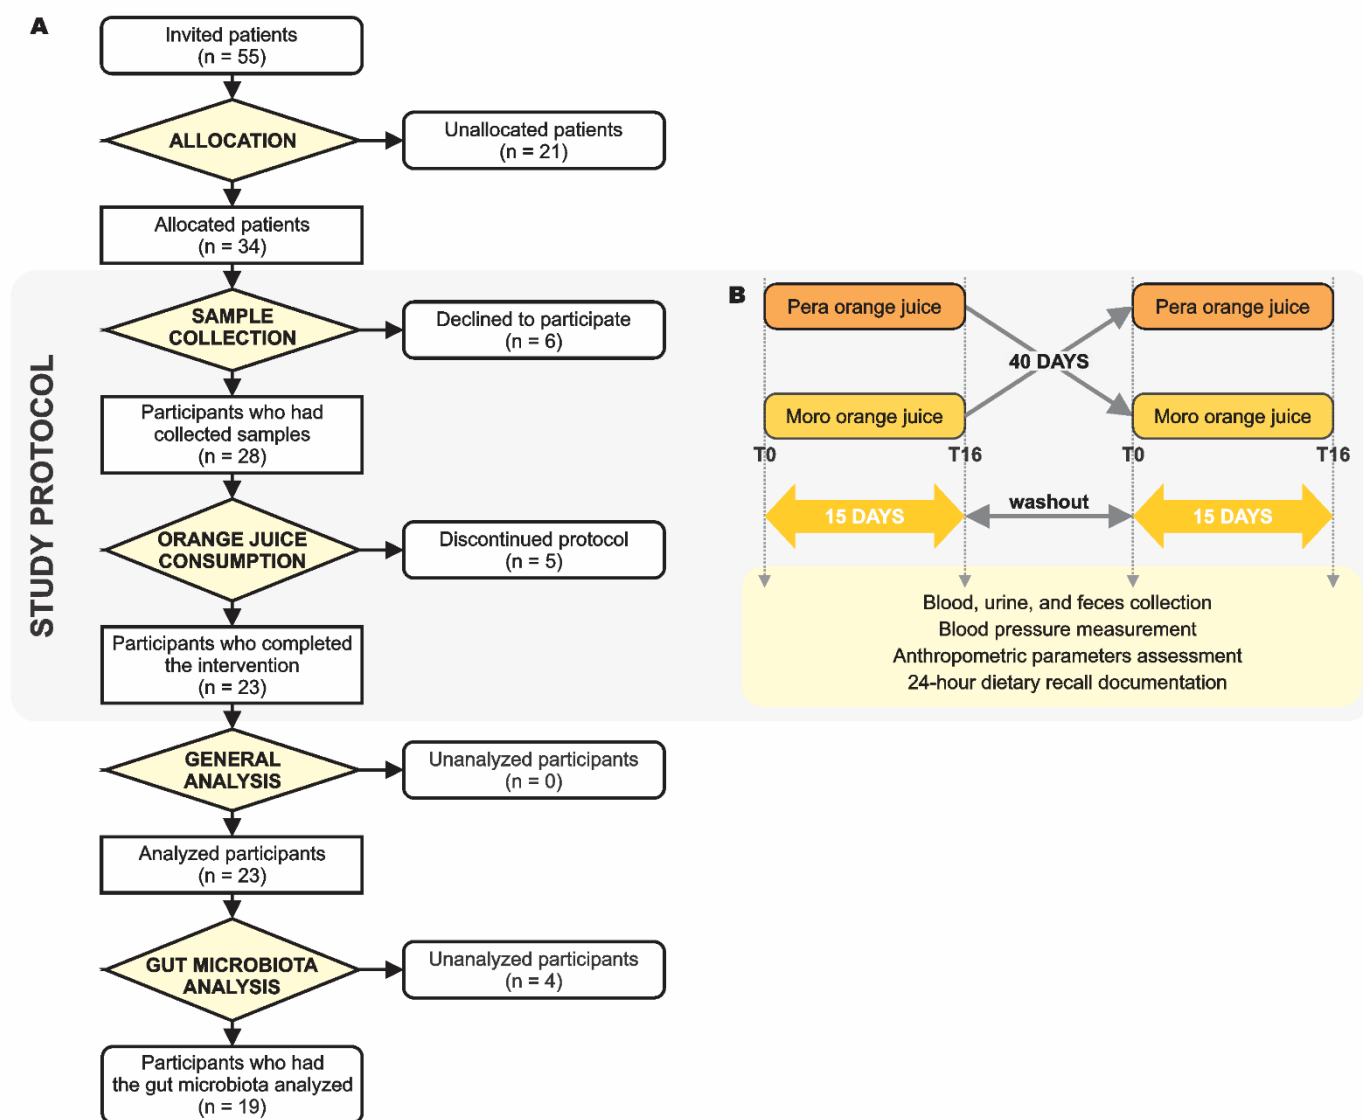 A
Invited patients
(n = 55)
ALLOCATION
Unallocated patients
(n = 21)
Allocated patients
(n = 34)
STUDY PROTOCOL
SAMPLE
COLLECTION
Declined to participate
(n = 6)
Participants who had
collected samples
(n = 28)
ORANGE JUICE
CONSUMPTION
Discontinued protocol
(n = 5)
Participants who completed
the intervention
(n = 23)
GENERAL
ANALYSIS
Unanalyzed participants
(n = 0)
Analyzed participants
(n = 23)
GUT MICROBIOTA
ANALYSIS
Unanalyzed participants
(n = 4)
Participants who had
the gut microbiota analyzed
(n = 19)
B
Pera orange juice
Pera orange juice
40 DAYS
Moro orange juice
Moro orange juice
T0
T16
T0
T16
15 DAYS
washout
15 DAYS
Blood, urine, and feces collection
Blood pressure measurement
Anthropometric parameters assessment
24-hour dietary recall documentation